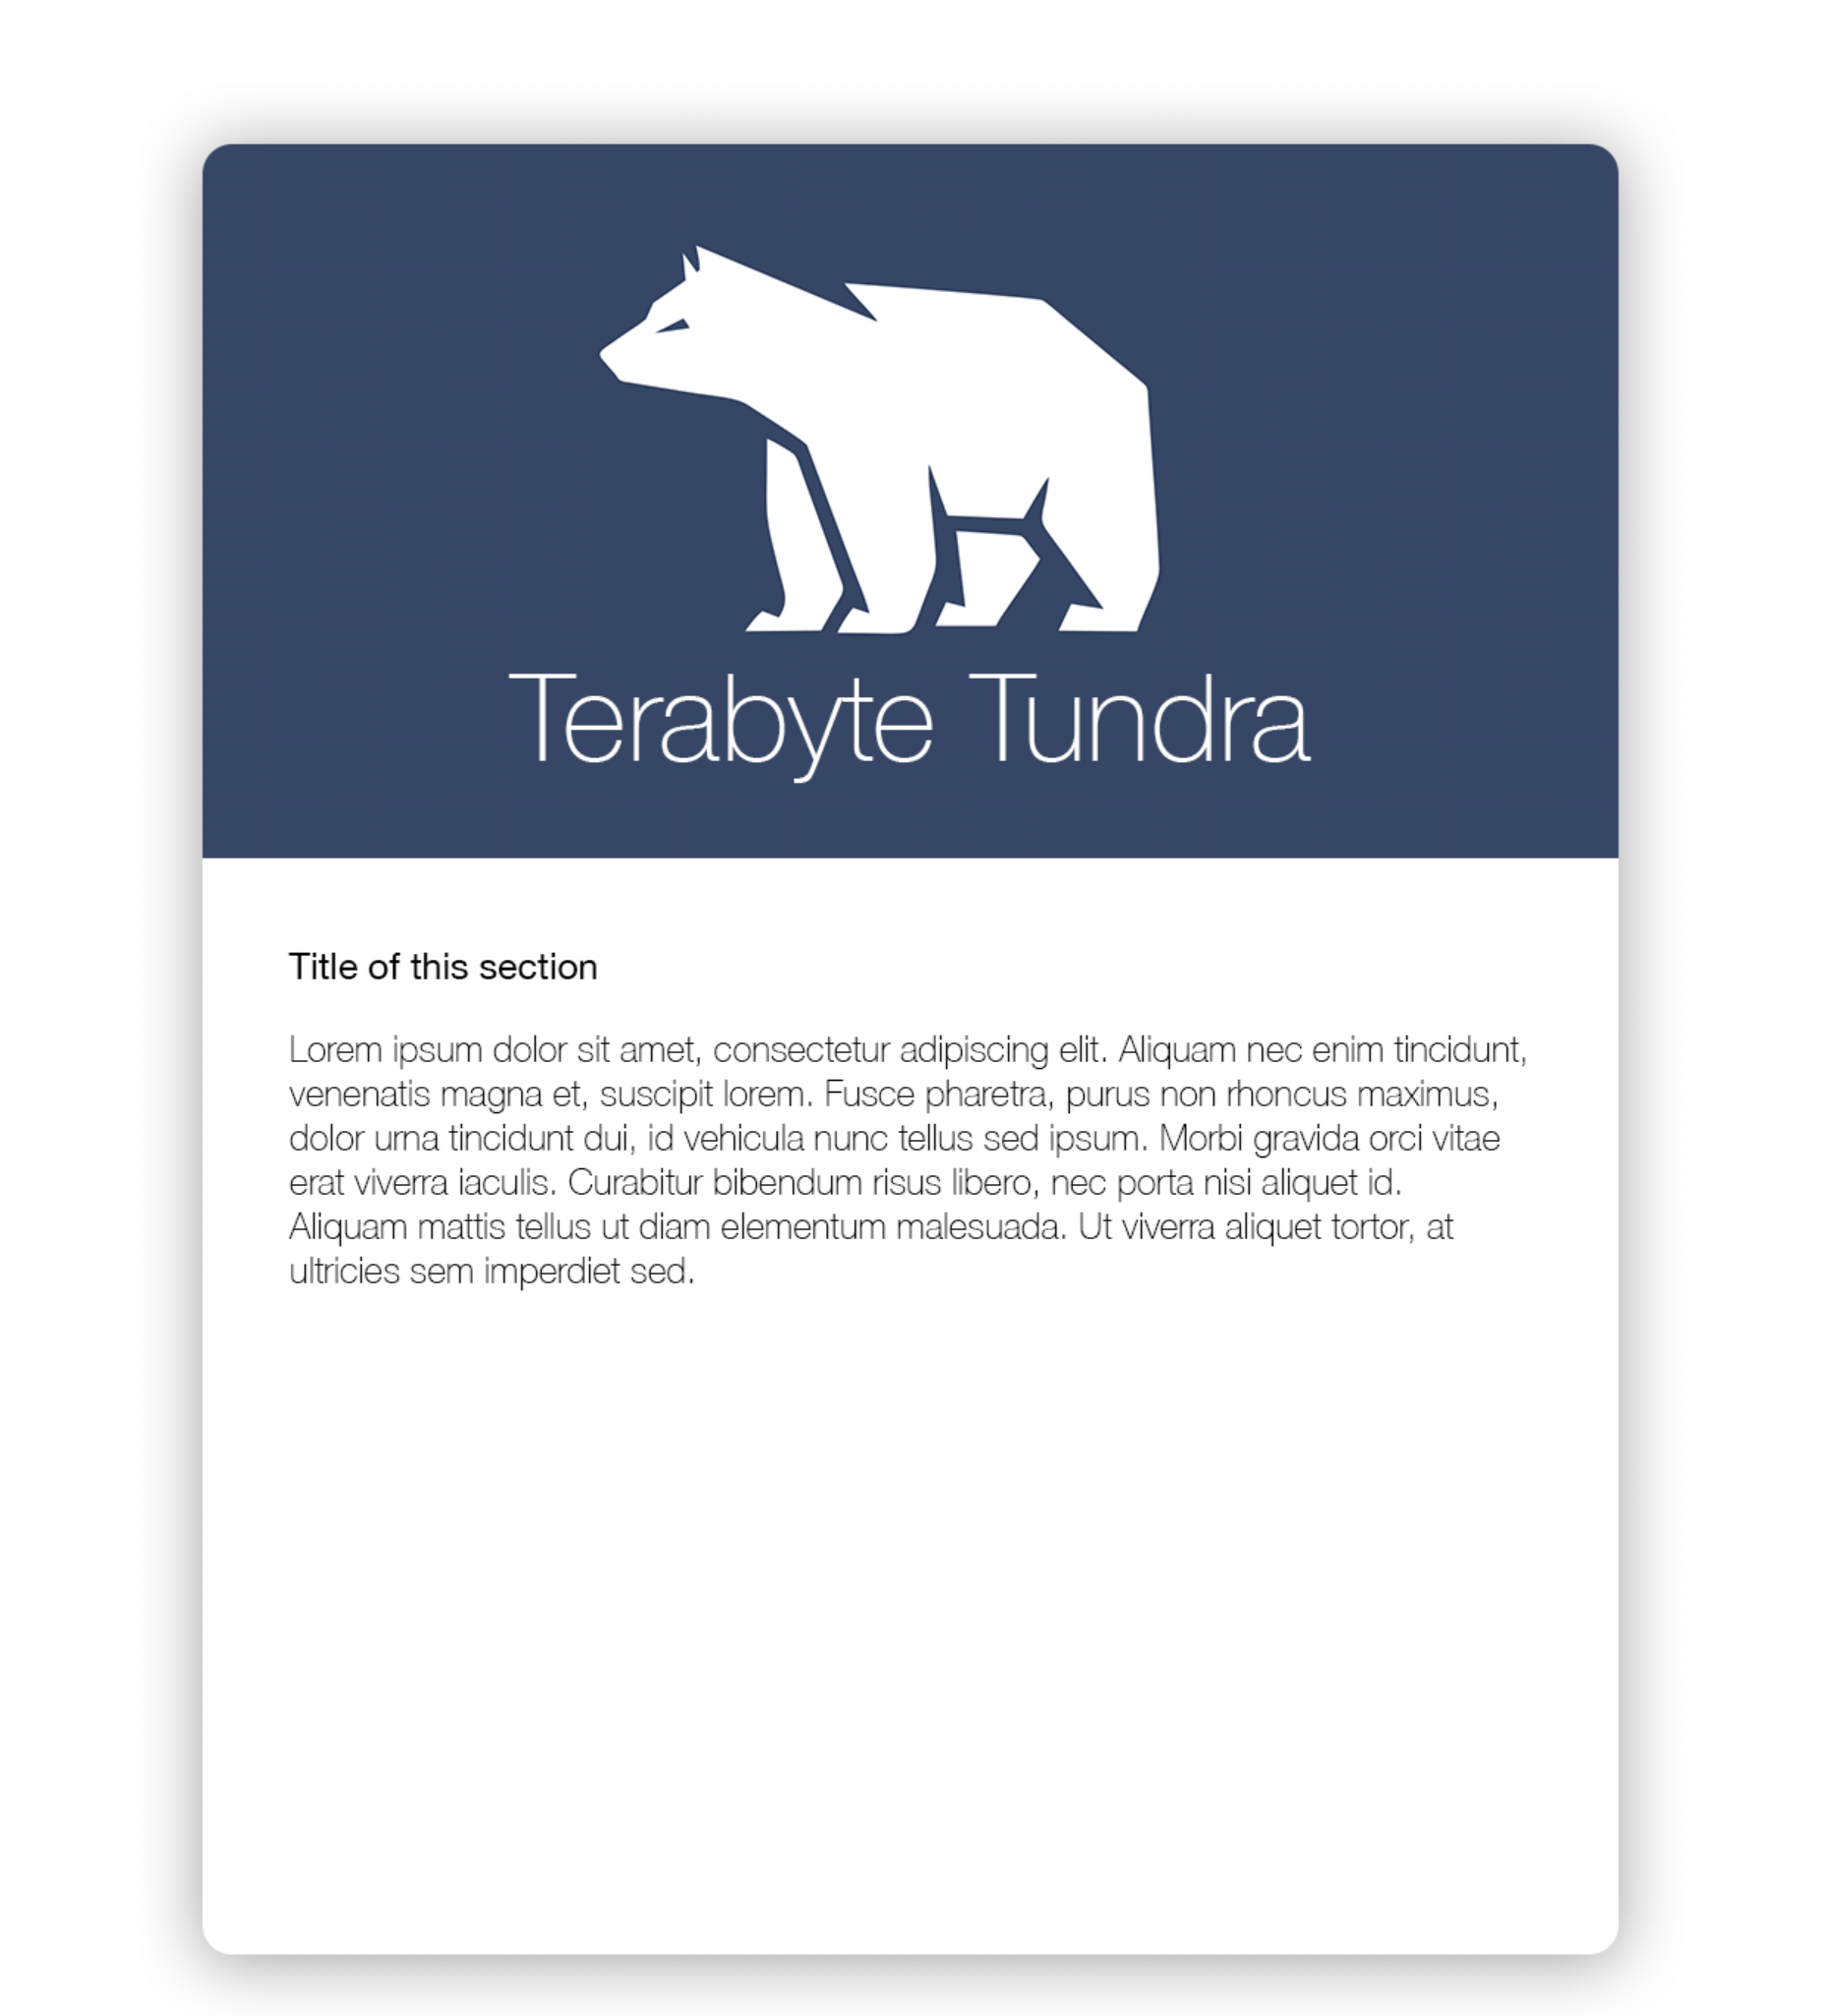 Terabyte Tundra
Title of this section
Lorem ipsum dolor sit amet, consectetur adipiscing elit. Aliquam nec enim tincidunt,
venenatis magna et, suscipit lorem. Fusce pharetra, purus non rhoncus maximus,
dolor urna tincidunt dui, id vehicula nunc tellus sed ipsum. Morbi gravida orci vitae
erat viverra iaculis. Curabitur bibendum risus libero, nec porta nisi aliquet id.
Aliquam mattis tellus ut diam elementum malesuada. Ut viverra aliquet tortor, at
ultricies sem imperdiet sed.